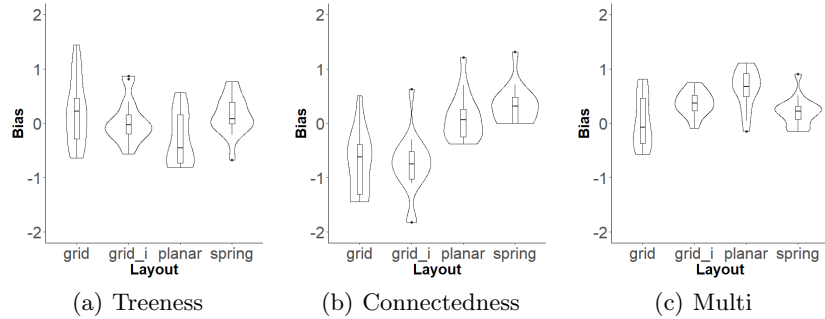 2
1
0
-1
-2
Bias
grid grid_i planar spring
Layout
(a) Treeness
2
1
0
-1
-2
Bias
grid grid_i planar spring
Layout
(b) Connectedness
2
1
0
-1
-2
Bias
grid grid_i planar spring
Layout
(c) Multi